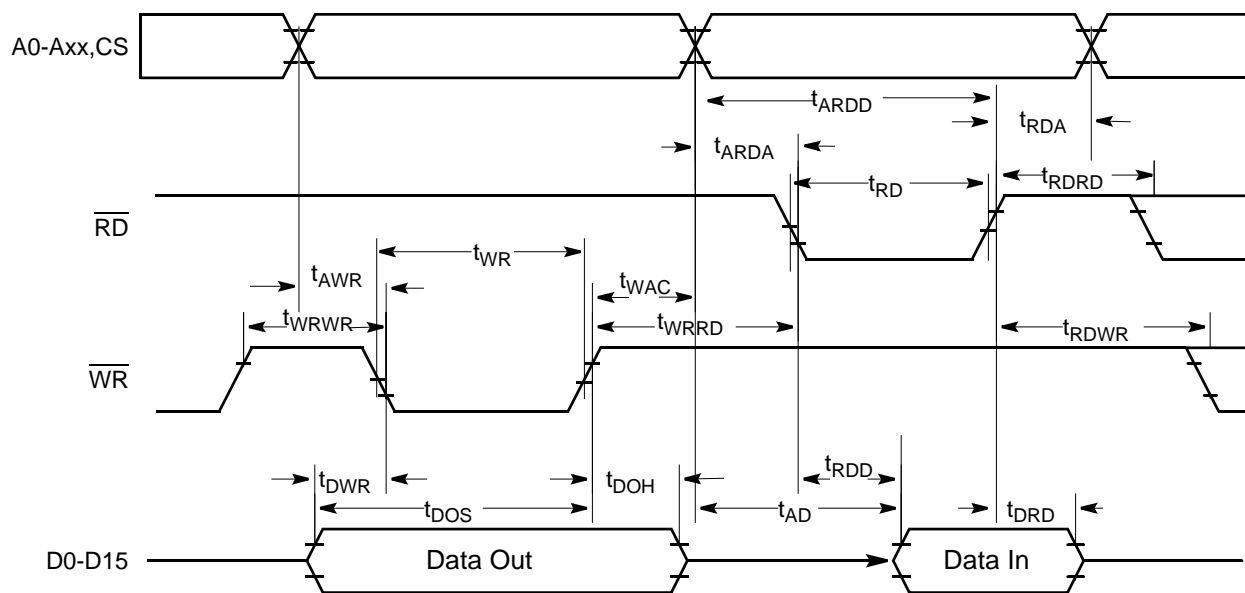 A0-Axx,CS
tARDD
tRDA
tARDA
tRD
tRDRD
RD
tWR
tAWR
tWAC
tWRWR
tWRRD
tRDWR
WR
tRDD
tDWR
tDOH
tDOS
tAD
tDRD
D0-D15
Data Out
Data In